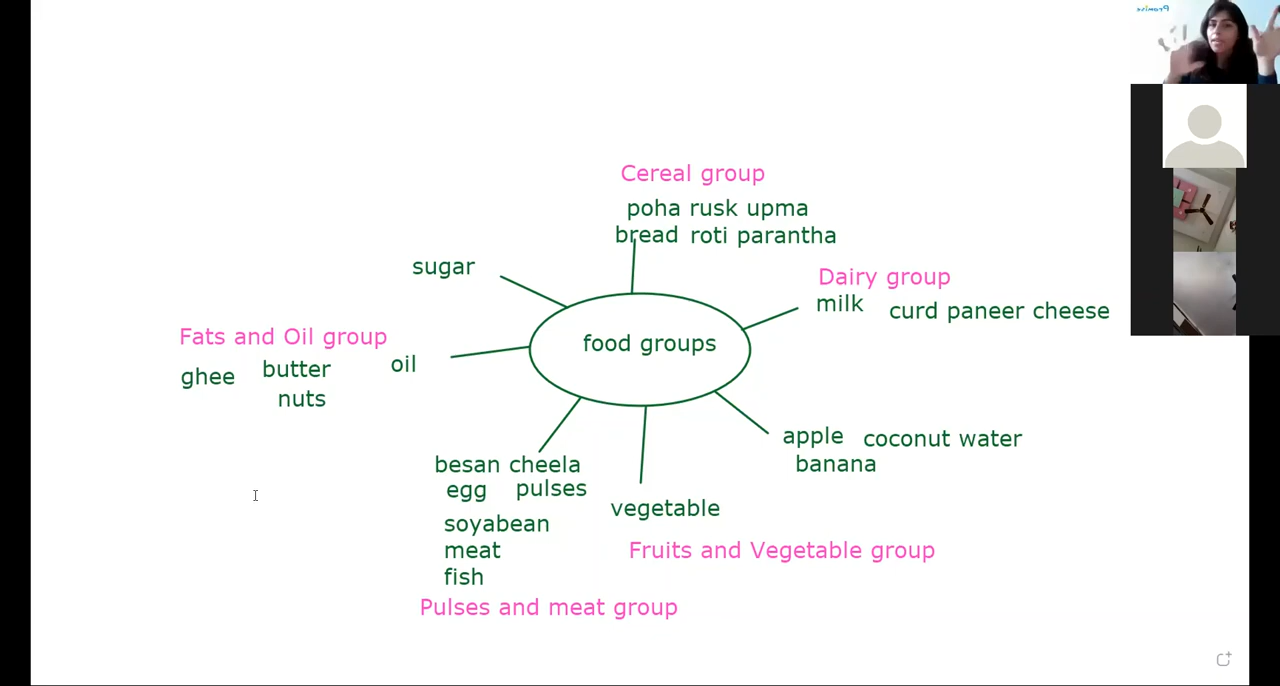 Promise
Cereal group
poha rusk upma
bread roti parantha
sugar
Dairy group
milk curd paneer cheese
Fats and Oil group
ghee butter oil
nuts
food groups
apple coconut water
banana
besan cheela
egg pulses
soyabean
meat
fish
vegetable
Fruits and Vegetable group
Pulses and meat group